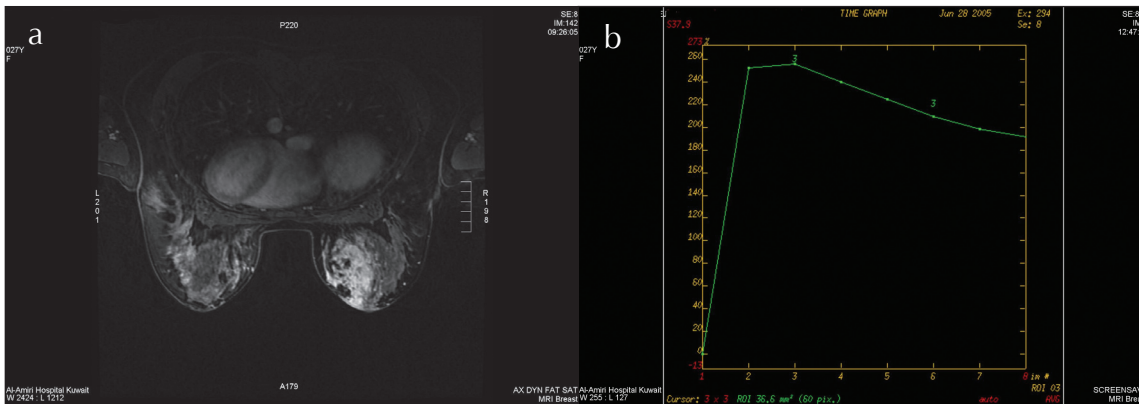 a
P220
SE:8
IM:142
09:26:05
027Y
F
L
2
0
1
R
1
9
8
Al-Amiri Hospital Kuwait
W 2424 : L 1212
A179
AX DYN FAT SAT
MRI Breast
b
027Y
F
TIME GRAPH Jun 28 2005 Ex: 294
Se: 8
SE:8
IM:
12:47:
S37.9
273 %
260
240
220
200
180
160
140
120
100
80
60
40
20
0
-13
3
3
1 2 3 4 5 6 7 8 im #
ROI 03
Cursor: 3 x 3 ROI 36.6 mm² (60 pix.) auto AVG
Al-Amiri Hospital Kuwait
W 255 : L 127
SCREENSAV
MRI Brea